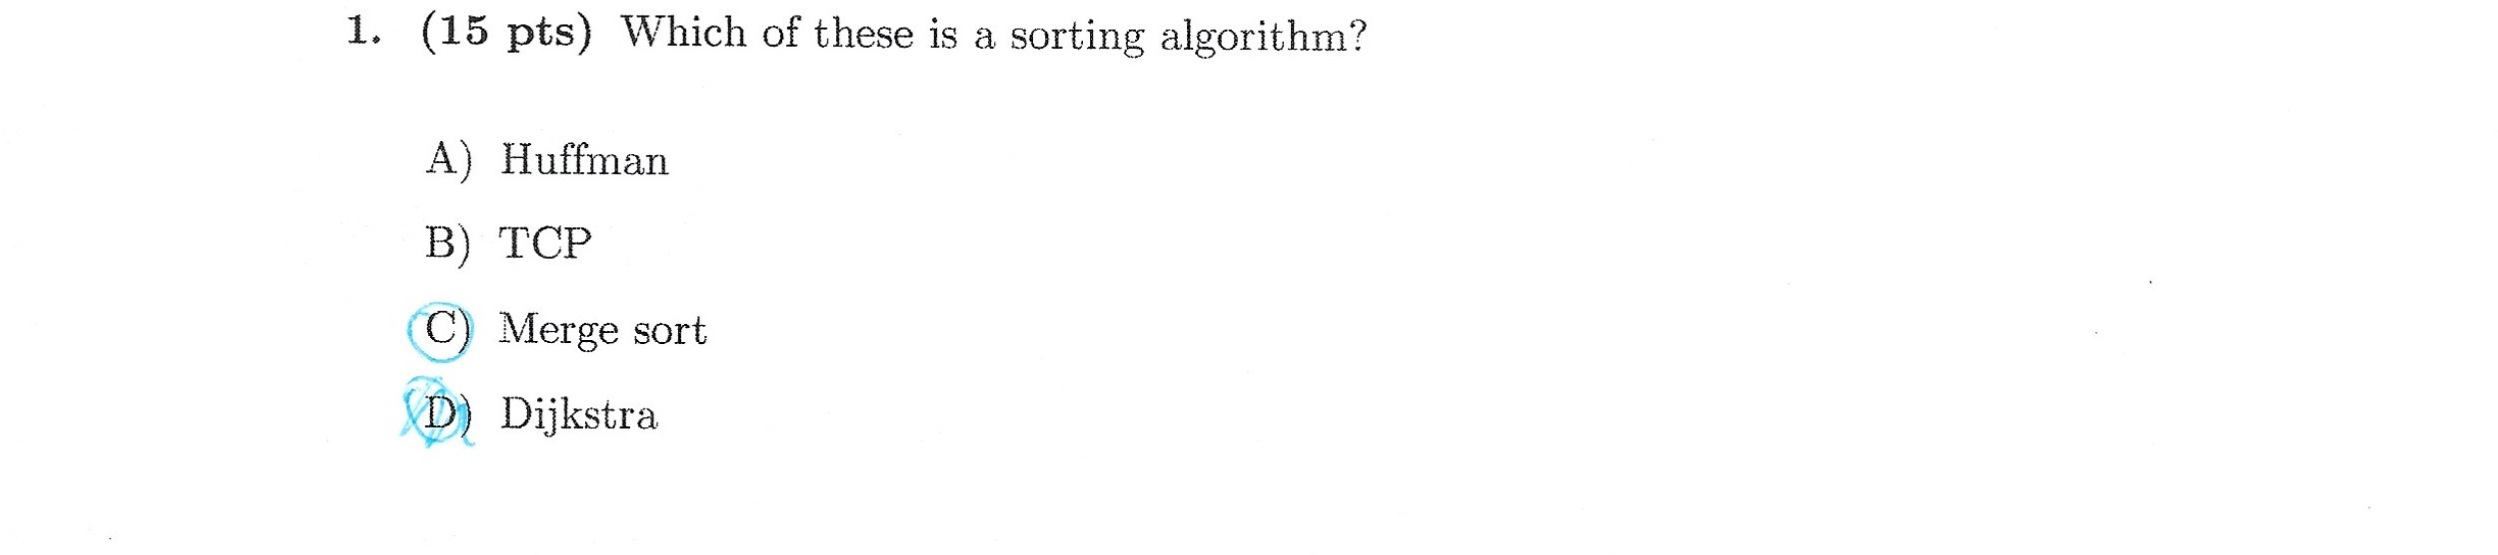 1. (15 pts) Which of these is a sorting algorithm?
A) Huffman
B) TCP
C) Merge sort
D) Dijkstra